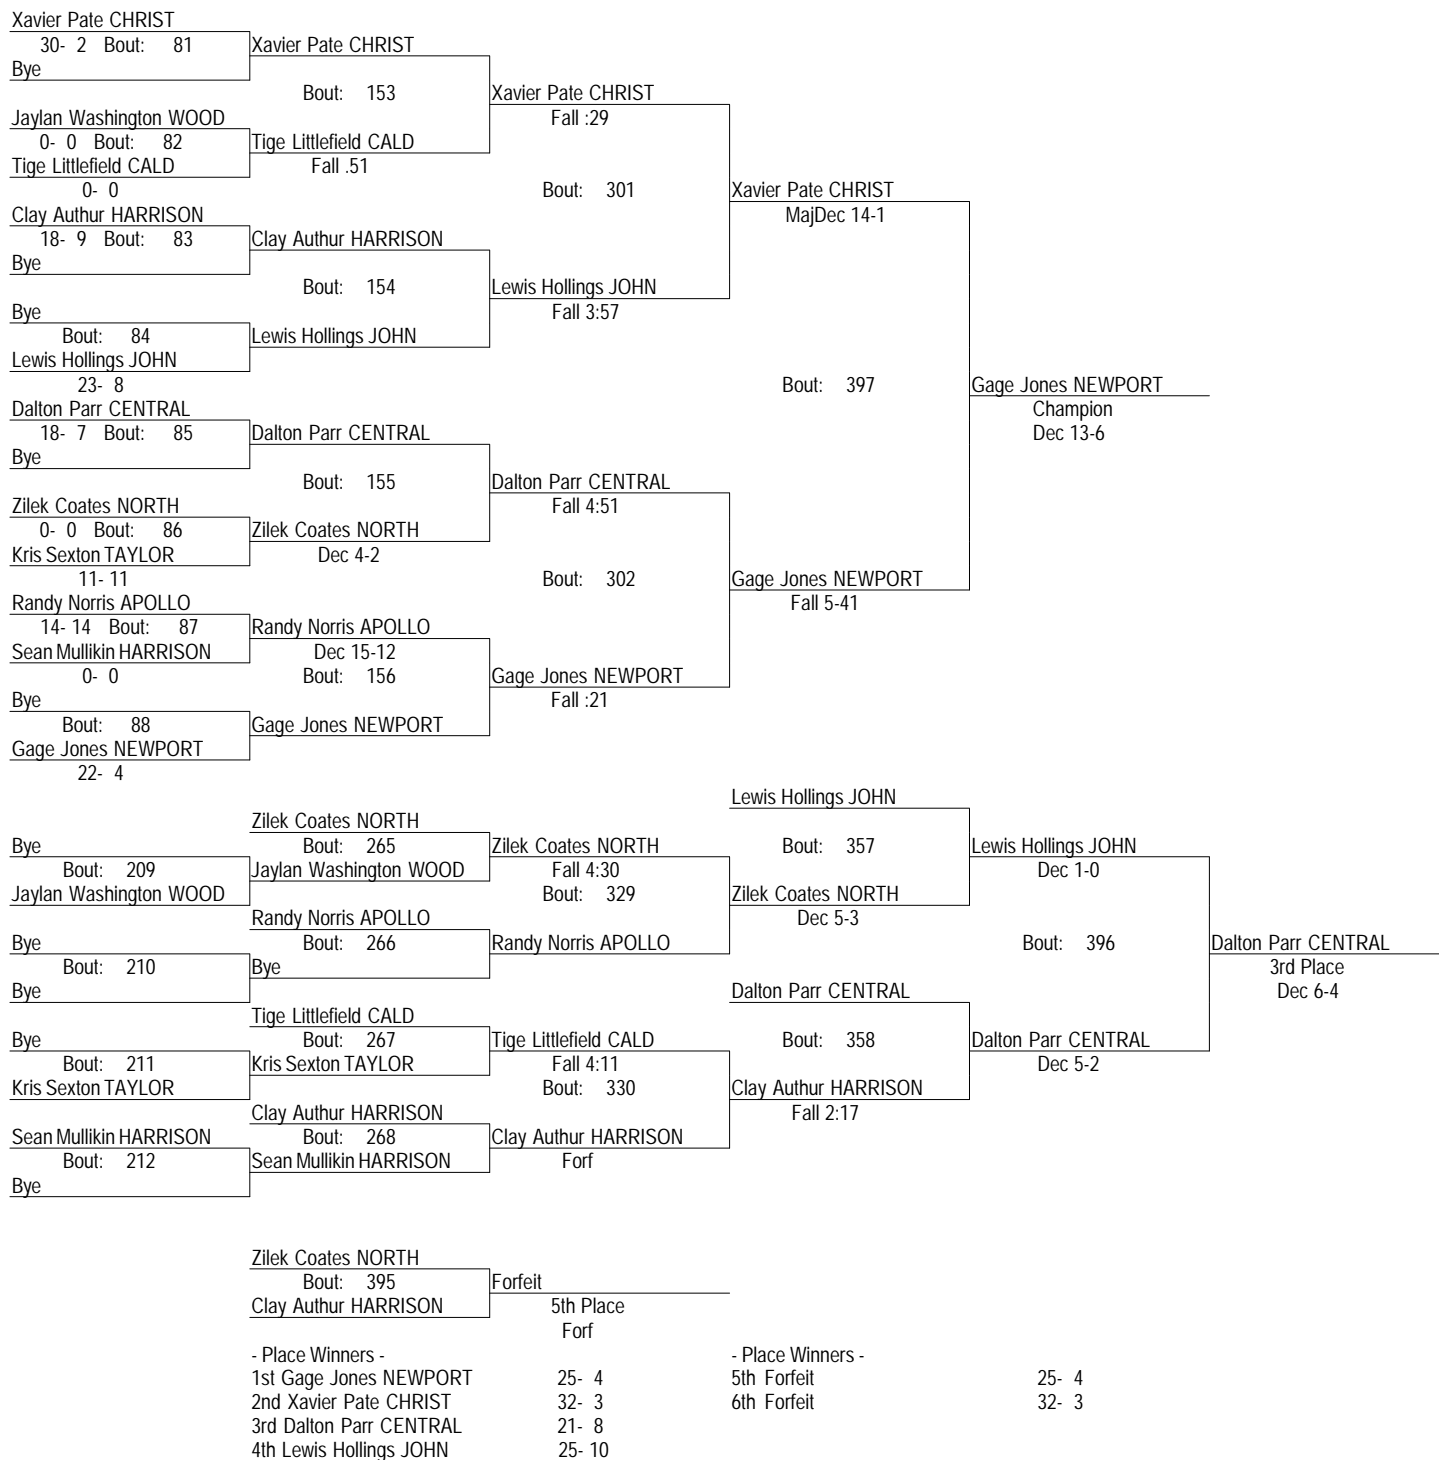 Xavier Pate CHRIST
30- 2 Bout: 81 Xavier Pate CHRIST
Bye
Bout: 153 Xavier Pate CHRIST
Jaylan Washington WOOD Fall :29
0- 0 Bout: 82 Tige Littlefield CALD
Tige Littlefield CALD Fall .51
0- 0 Bout: 301 Xavier Pate CHRIST
Clay Authur HARRISON MajDec 14-1
18- 9 Bout: 83 Clay Authur HARRISON
Bye
Bout: 154 Lewis Hollings JOHN
Bye Fall 3:57
Bout: 84 Lewis Hollings JOHN
Lewis Hollings JOHN
23- 8 Bout: 397 Gage Jones NEWPORT
Dalton Parr CENTRAL Champion
18- 7 Bout: 85 Dalton Parr CENTRAL Dec 13-6
Bye
Bout: 155 Dalton Parr CENTRAL
Zilek Coates NORTH Fall 4:51
0- 0 Bout: 86 Zilek Coates NORTH
Kris Sexton TAYLOR Dec 4-2
11- 11 Bout: 302 Gage Jones NEWPORT
Randy Norris APOLLO Fall 5-41
14- 14 Bout: 87 Randy Norris APOLLO
Sean Mullikin HARRISON Dec 15-12
0- 0 Bout: 156 Gage Jones NEWPORT
Bye Fall :21
Bout: 88 Gage Jones NEWPORT
Gage Jones NEWPORT
22- 4
Lewis Hollings JOHN
Zilek Coates NORTH
Bye Bout: 265 Zilek Coates NORTH Bout: 357 Lewis Hollings JOHN
Bout: 209 Jaylan Washington WOOD Fall 4:30 Dec 1-0
Jaylan Washington WOOD Bout: 329 Zilek Coates NORTH
Randy Norris APOLLO Dec 5-3
Bye Bout: 266 Randy Norris APOLLO Bout: 396 Dalton Parr CENTRAL
Bout: 210 Bye 3rd Place
Bye Dalton Parr CENTRAL Dec 6-4
Tige Littlefield CALD
Bye Bout: 267 Tige Littlefield CALD Bout: 358 Dalton Parr CENTRAL
Bout: 211 Kris Sexton TAYLOR Fall 4:11 Dec 5-2
Kris Sexton TAYLOR Bout: 330 Clay Authur HARRISON
Clay Authur HARRISON Fall 2:17
Sean Mullikin HARRISON Bout: 268 Clay Authur HARRISON
Bout: 212 Sean Mullikin HARRISON Forf
Bye
Zilek Coates NORTH
Bout: 395 Forfeit
Clay Authur HARRISON 5th Place
Forf
- Place Winners - - Place Winners -
1st Gage Jones NEWPORT 25- 4 5th Forfeit 25- 4
2nd Xavier Pate CHRIST 32- 3 6th Forfeit 32- 3
3rd Dalton Parr CENTRAL 21- 8
4th Lewis Hollings JOHN 25- 10